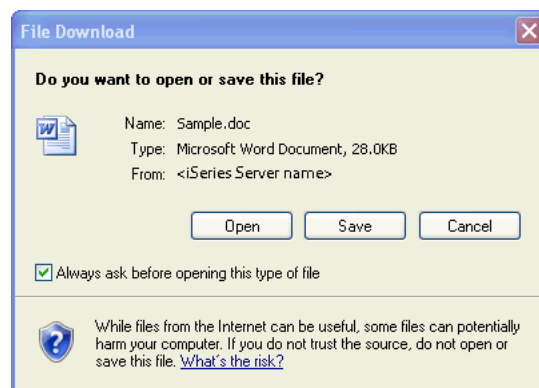 File Download
Do you want to open or save this file?
Name: Sample.doc
Type: Microsoft Word Document, 28.0KB
From: <iSeries Server name>
Open Save Cancel
Always ask before opening this type of file
While files from the Internet can be useful, some files can potentially
harm your computer. If you do not trust the source, do not open or
save this file. What's the risk?